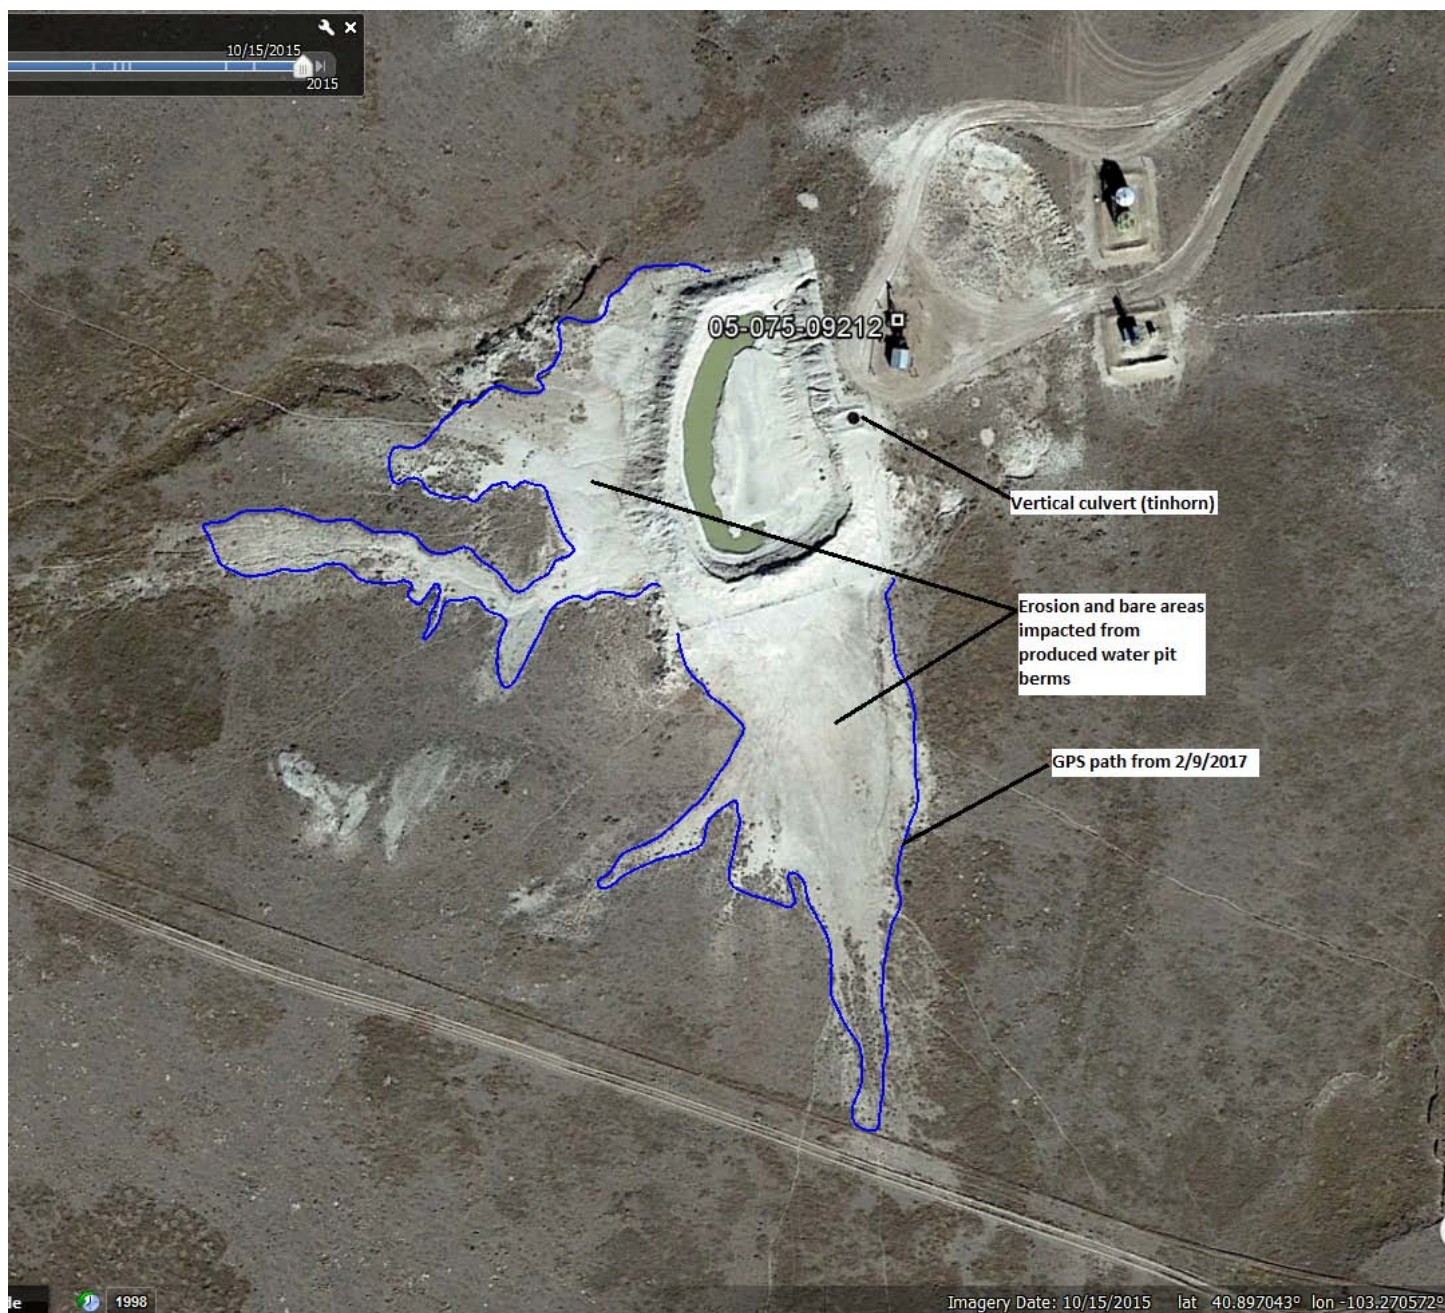 10/15/2015
2015
05-075-09212
Vertical culvert (tinhorn)
Erosion and bare areas
impacted from
produced water pit
berms
GPS path from 2/9/2017
1998
Imagery Date: 10/15/2015 lat 40.897043° lon -103.270572°